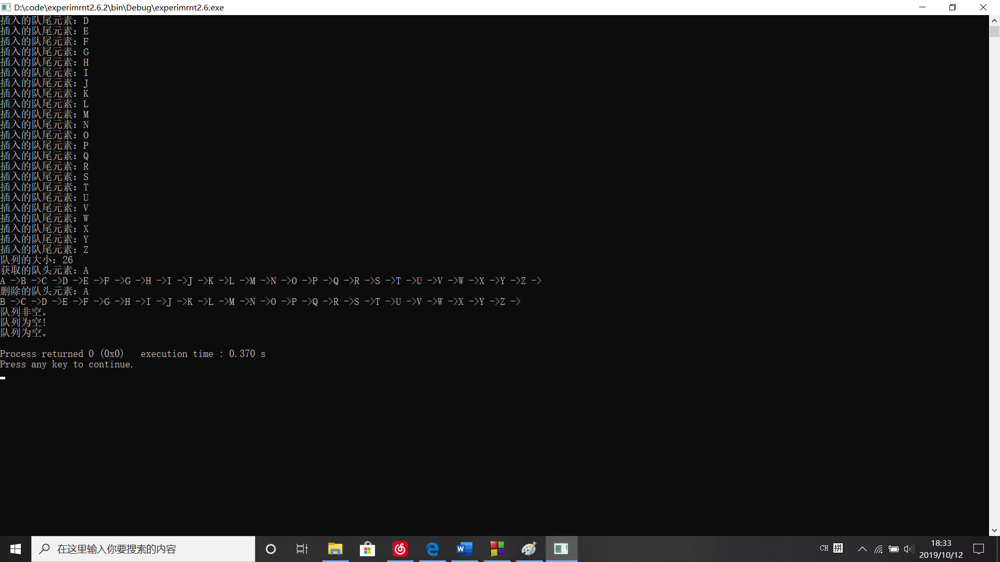 D:\code\experimrnt2.6.2\bin\Debug\experimrnt2.6.exe
插入的队尾元素：D
插入的队尾元素：E
插入的队尾元素：F
插入的队尾元素：G
插入的队尾元素：H
插入的队尾元素：I
插入的队尾元素：J
插入的队尾元素：K
插入的队尾元素：L
插入的队尾元素：M
插入的队尾元素：N
插入的队尾元素：O
插入的队尾元素：P
插入的队尾元素：Q
插入的队尾元素：R
插入的队尾元素：S
插入的队尾元素：T
插入的队尾元素：U
插入的队尾元素：V
插入的队尾元素：W
插入的队尾元素：X
插入的队尾元素：Y
插入的队尾元素：Z
队列的大小：26
获取的队头元素：A
A ->B ->C ->D ->E ->F ->G ->H ->I ->J ->K ->L ->M ->N ->O ->P ->Q ->R ->S ->T ->U ->V ->W ->X ->Y ->Z ->
删除的队头元素：A
B ->C ->D ->E ->F ->G ->H ->I ->J ->K ->L ->M ->N ->O ->P ->Q ->R ->S ->T ->U ->V ->W ->X ->Y ->Z ->
队列非空。
队列为空!
队列为空。
Process returned 0 (0x0)   execution time : 0.370 s
Press any key to continue.
在这里输入你要搜索的内容
CH 拼
18:33
2019/10/12